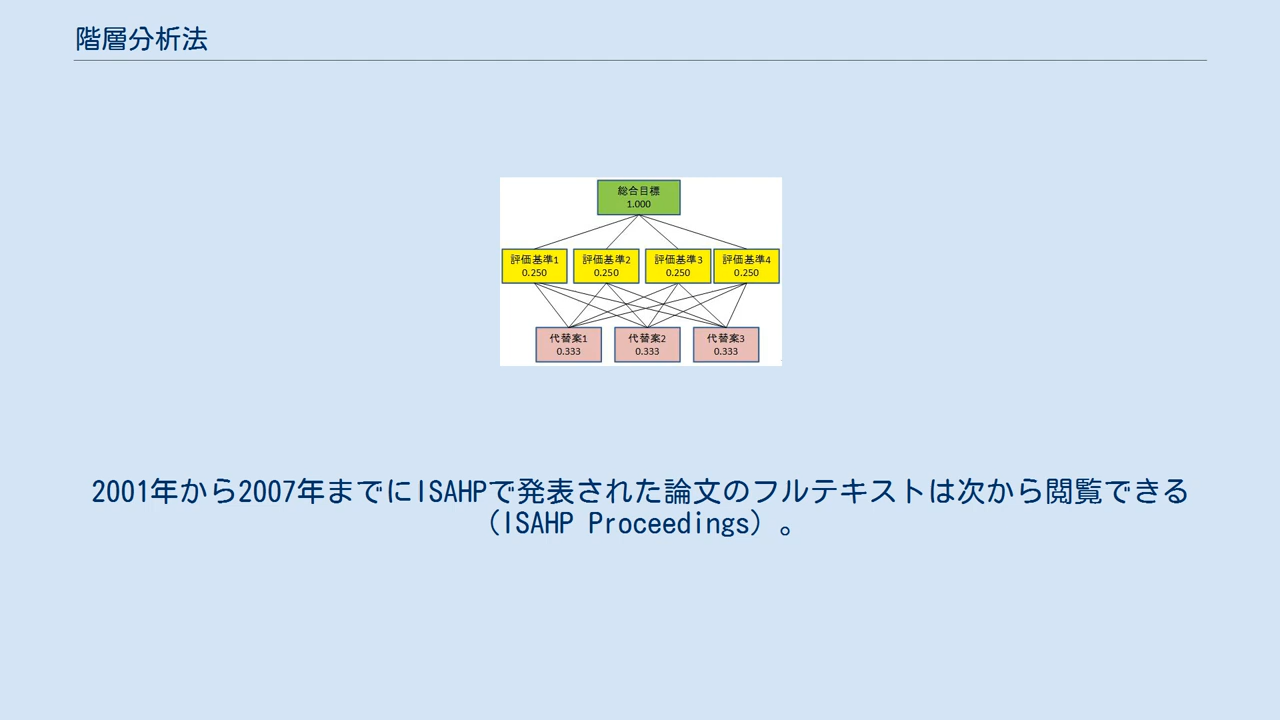 階層分析法
総合目標
1.000
評価基準1
0.250
評価基準2
0.250
評価基準3
0.250
評価基準4
0.250
代替案1
0.333
代替案2
0.333
代替案3
0.333
2001年から2007年までにISAHPで発表された論文のフルテキストは次から閲覧できる
（ISAHP Proceedings）。